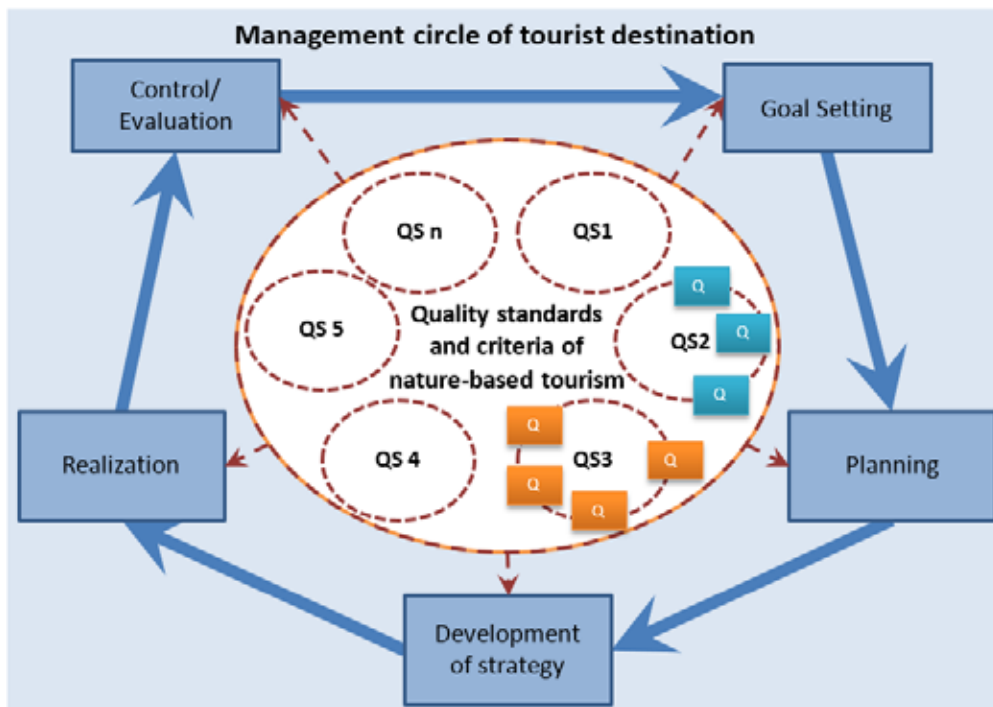 Management circle of tourist destination
Control/
Evaluation
Goal Setting
QS n
QS1
Q
QS 5
Quality standards
and criteria of
nature-based tourism
QS2
Q
Q
Q
QS 4
QS3
Q
Q
Q
Realization
Planning
Development
of strategy